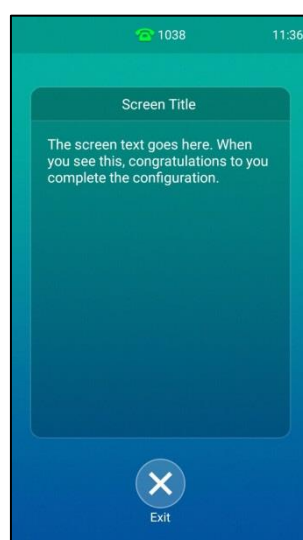 1038 11:36
Screen Title
The screen text goes here. When
you see this, congratulations to you
complete the configuration.
Exit